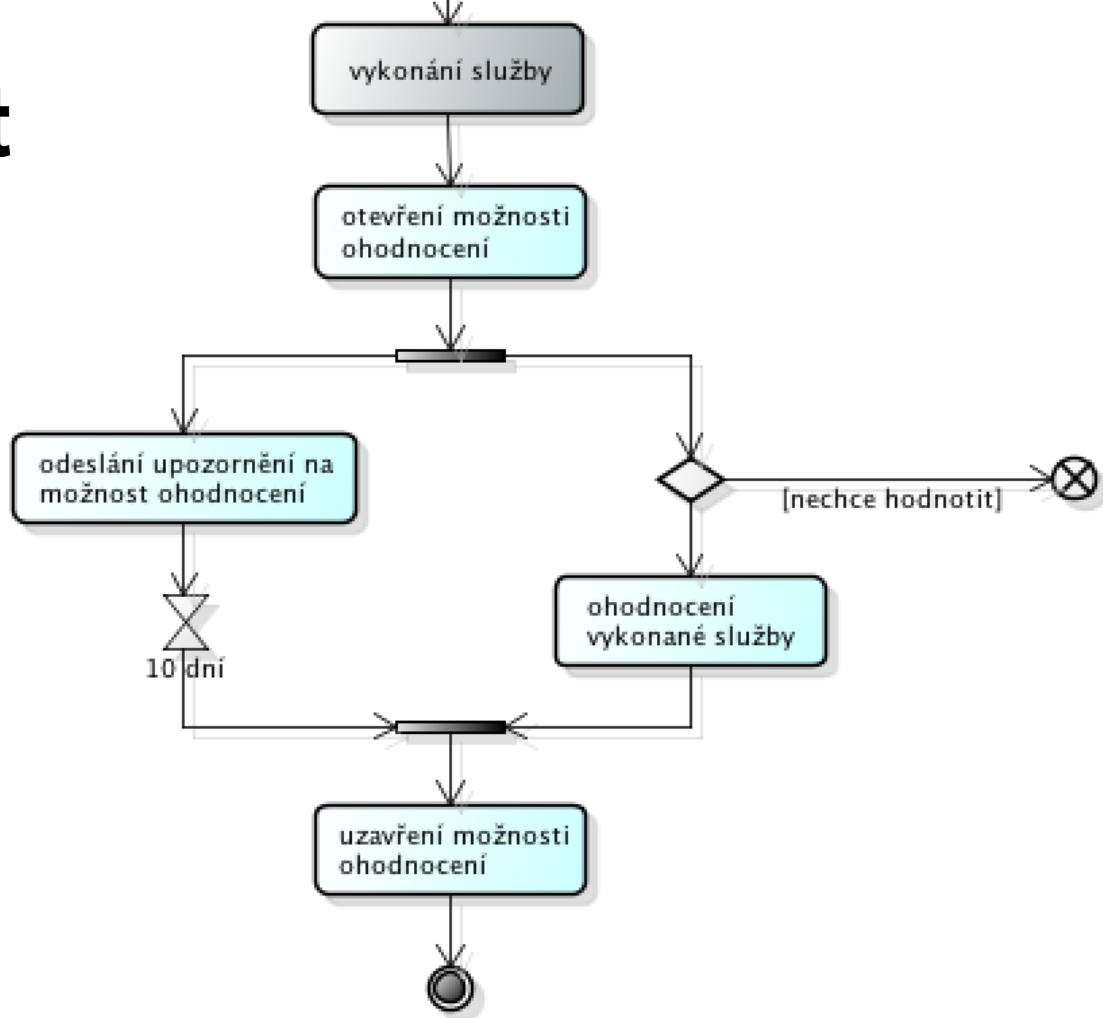 vykonání služby
t
otevření možnosti
ohodnocení
odeslání upozornění na
možnost ohodnocení
[nechce hodnotit]
ohodnocení
vykonané služby
10 dní
uzavření možnosti
ohodnocení